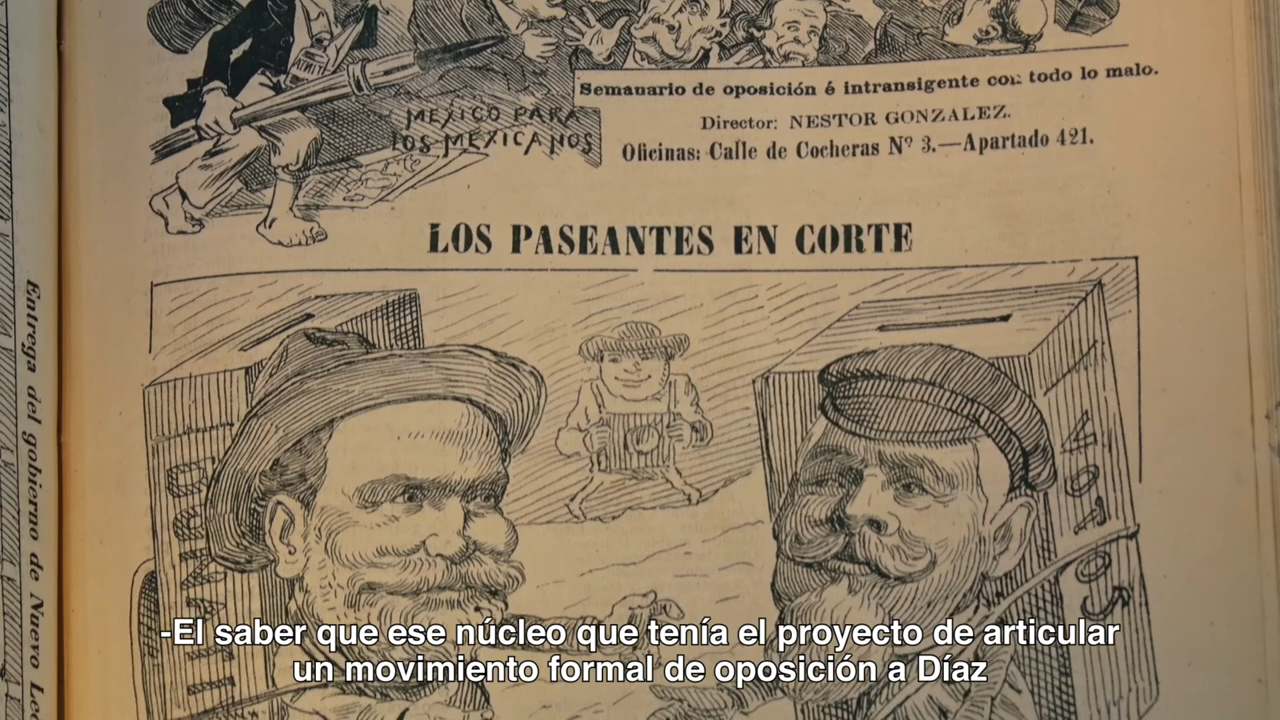 Semanario de oposición é intransigente con todo lo malo.
MEXICO PARA
LOS MEXICANOS
Director: NESTOR GONZALEZ.
Oficinas: Calle de Cocheras Nº 3.—Apartado 421.
LOS PASEANTES EN CORTE
Entrega del gobierno de Nuevo Leo
VOTOS
-El saber que ese núcleo que tenía el proyecto de articular
un movimiento formal de oposición a Díaz